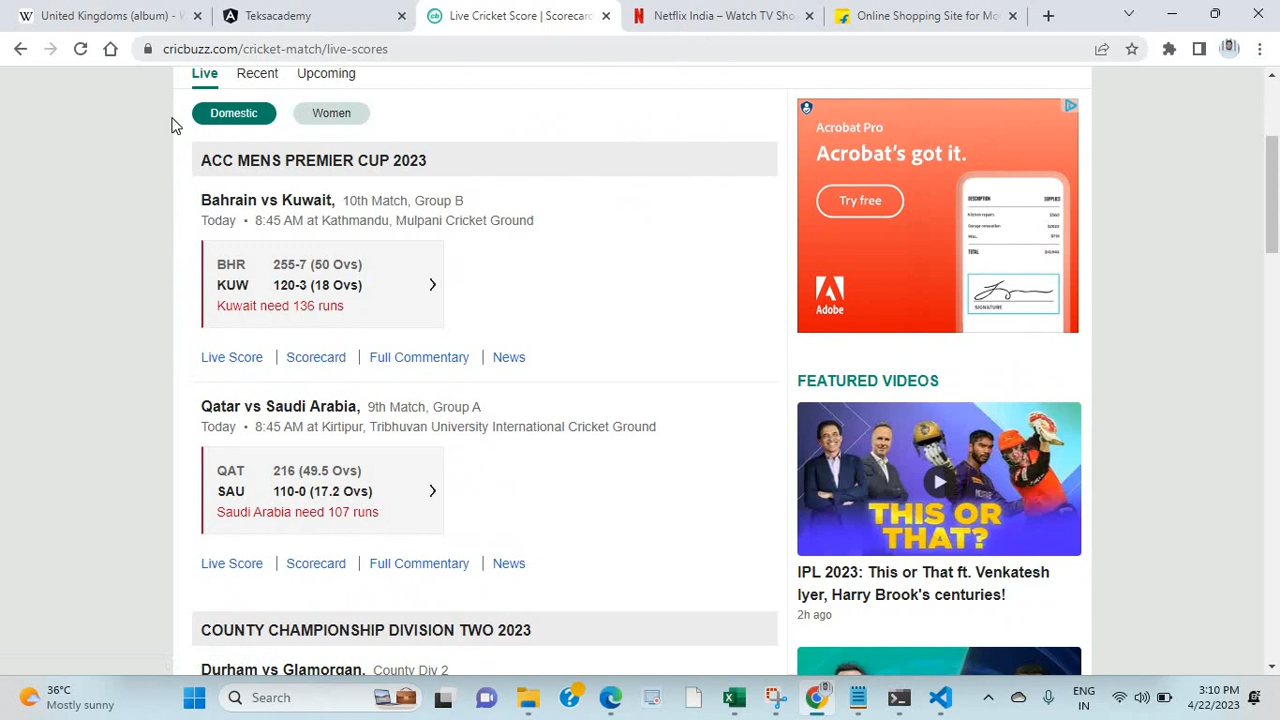 United Kingdoms (album) - V
Teksacademy
Live Cricket Score | Scorecard
Netflix India – Watch TV Sho
Online Shopping Site for Mo
cricbuzz.com/cricket-match/live-scores
Live Recent Upcoming
Domestic Women
ACC MENS PREMIER CUP 2023
Bahrain vs Kuwait, 10th Match, Group B
Today • 8:45 AM at Kathmandu, Mulpani Cricket Ground
BHR 255-7 (50 Ovs)
KUW 120-3 (18 Ovs)
Kuwait need 136 runs
Live Score | Scorecard | Full Commentary | News
Qatar vs Saudi Arabia, 9th Match, Group A
Today • 8:45 AM at Kirtipur, Tribhuvan University International Cricket Ground
QAT 216 (49.5 Ovs)
SAU 110-0 (17.2 Ovs)
Saudi Arabia need 107 runs
Live Score | Scorecard | Full Commentary | News
COUNTY CHAMPIONSHIP DIVISION TWO 2023
Durham vs Glamorgan, County Div 2
Acrobat Pro
Acrobat's got it.
Try free
DESCRIPTION SUPPLIES
TOTAL
SIGNATURE
Adobe
FEATURED VIDEOS
THIS OR
THAT?
IPL 2023: This or That ft. Venkatesh
Iyer, Harry Brook's centuries!
2h ago
36°C
Mostly sunny
Search
ENG
IN
3:10 PM
4/22/2023